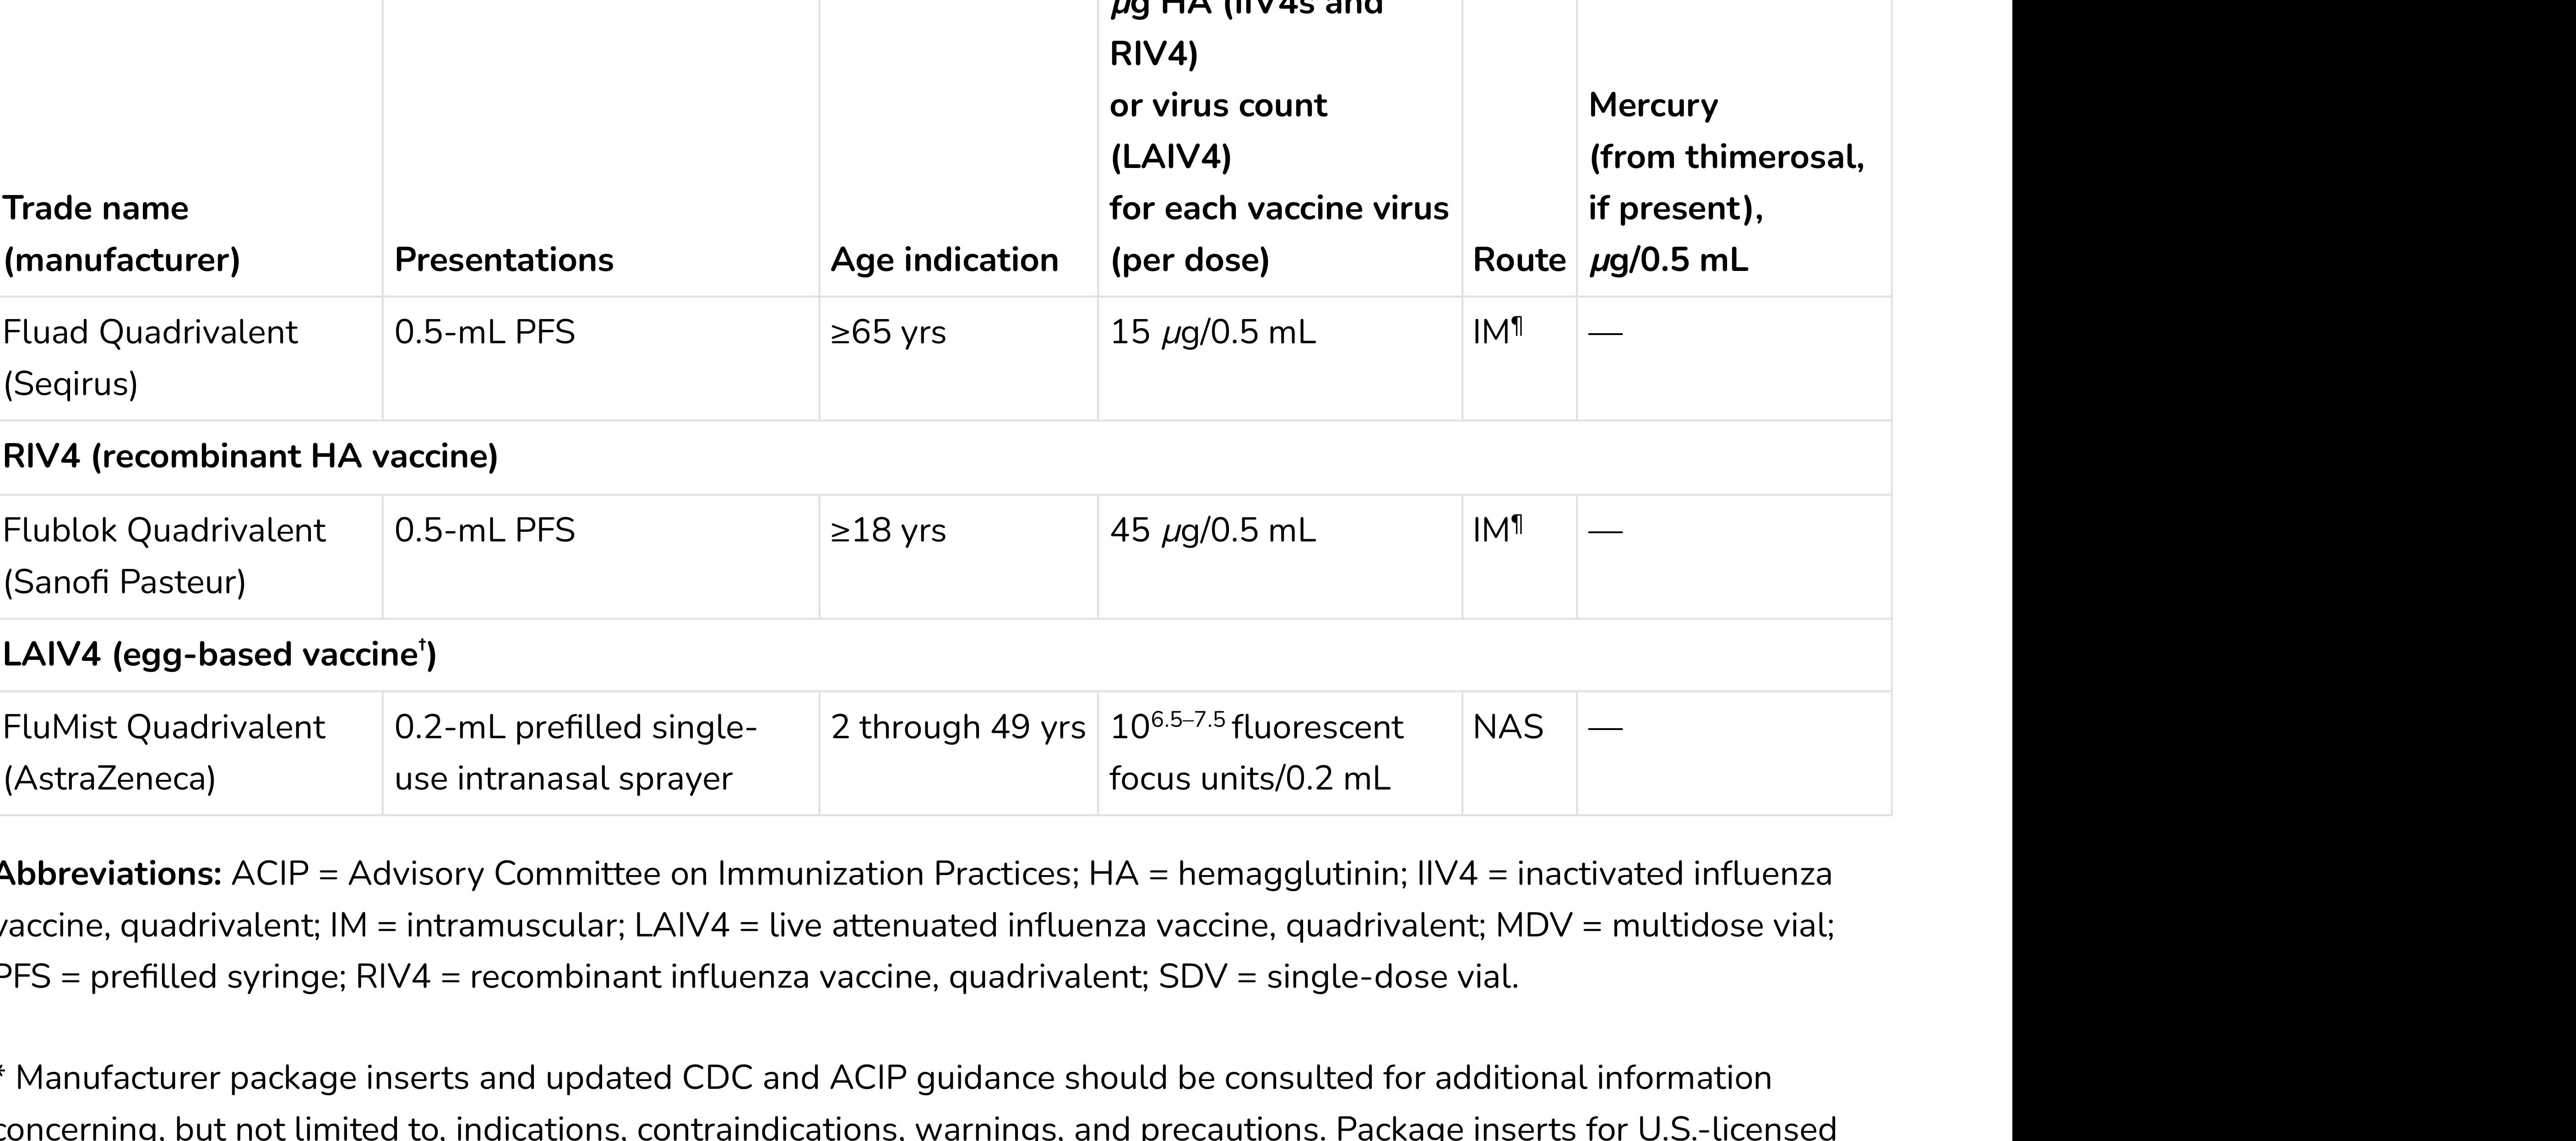 µg HA (IIV4s and
RIV4)
or virus count
(LAIV4)
for each vaccine virus
(per dose)
Mercury
(from thimerosal,
if present),
µg/0.5 mL
Trade name
(manufacturer)
Presentations
Age indication
Route
Fluad Quadrivalent
(Seqirus)
0.5-mL PFS
≥65 yrs
15 µg/0.5 mL
IM¶
—
RIV4 (recombinant HA vaccine)
Flublok Quadrivalent
(Sanofi Pasteur)
0.5-mL PFS
≥18 yrs
45 µg/0.5 mL
IM¶
—
LAIV4 (egg-based vaccine†)
FluMist Quadrivalent
(AstraZeneca)
0.2-mL prefilled single-
use intranasal sprayer
2 through 49 yrs
10^6.5–7.5 fluorescent
focus units/0.2 mL
NAS
—
Abbreviations: ACIP = Advisory Committee on Immunization Practices; HA = hemagglutinin; IIV4 = inactivated influenza
vaccine, quadrivalent; IM = intramuscular; LAIV4 = live attenuated influenza vaccine, quadrivalent; MDV = multidose vial;
PFS = prefilled syringe; RIV4 = recombinant influenza vaccine, quadrivalent; SDV = single-dose vial.
* Manufacturer package inserts and updated CDC and ACIP guidance should be consulted for additional information
concerning, but not limited to, indications, contraindications, warnings, and precautions. Package inserts for U.S.-licensed